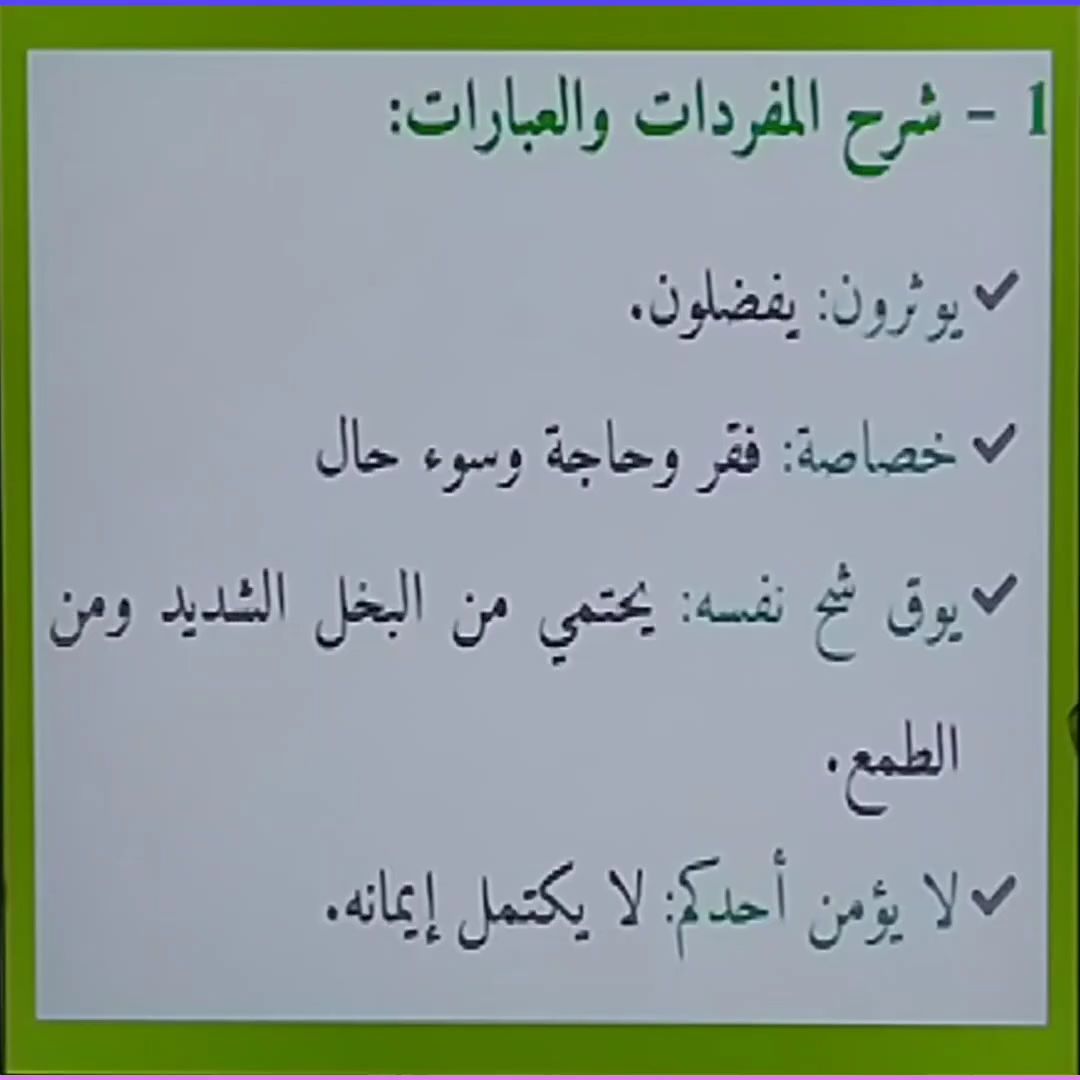 1 - شرح المفردات والعبارات:
يوثرون: يفضلون.
خصاصة: فقر وحاجة وسوء حال
يوق شح نفسه: يحتمي من البخل الشديد ومن
الطمع.
لا يؤمن أحدكم: لا يكتمل إيمانه.